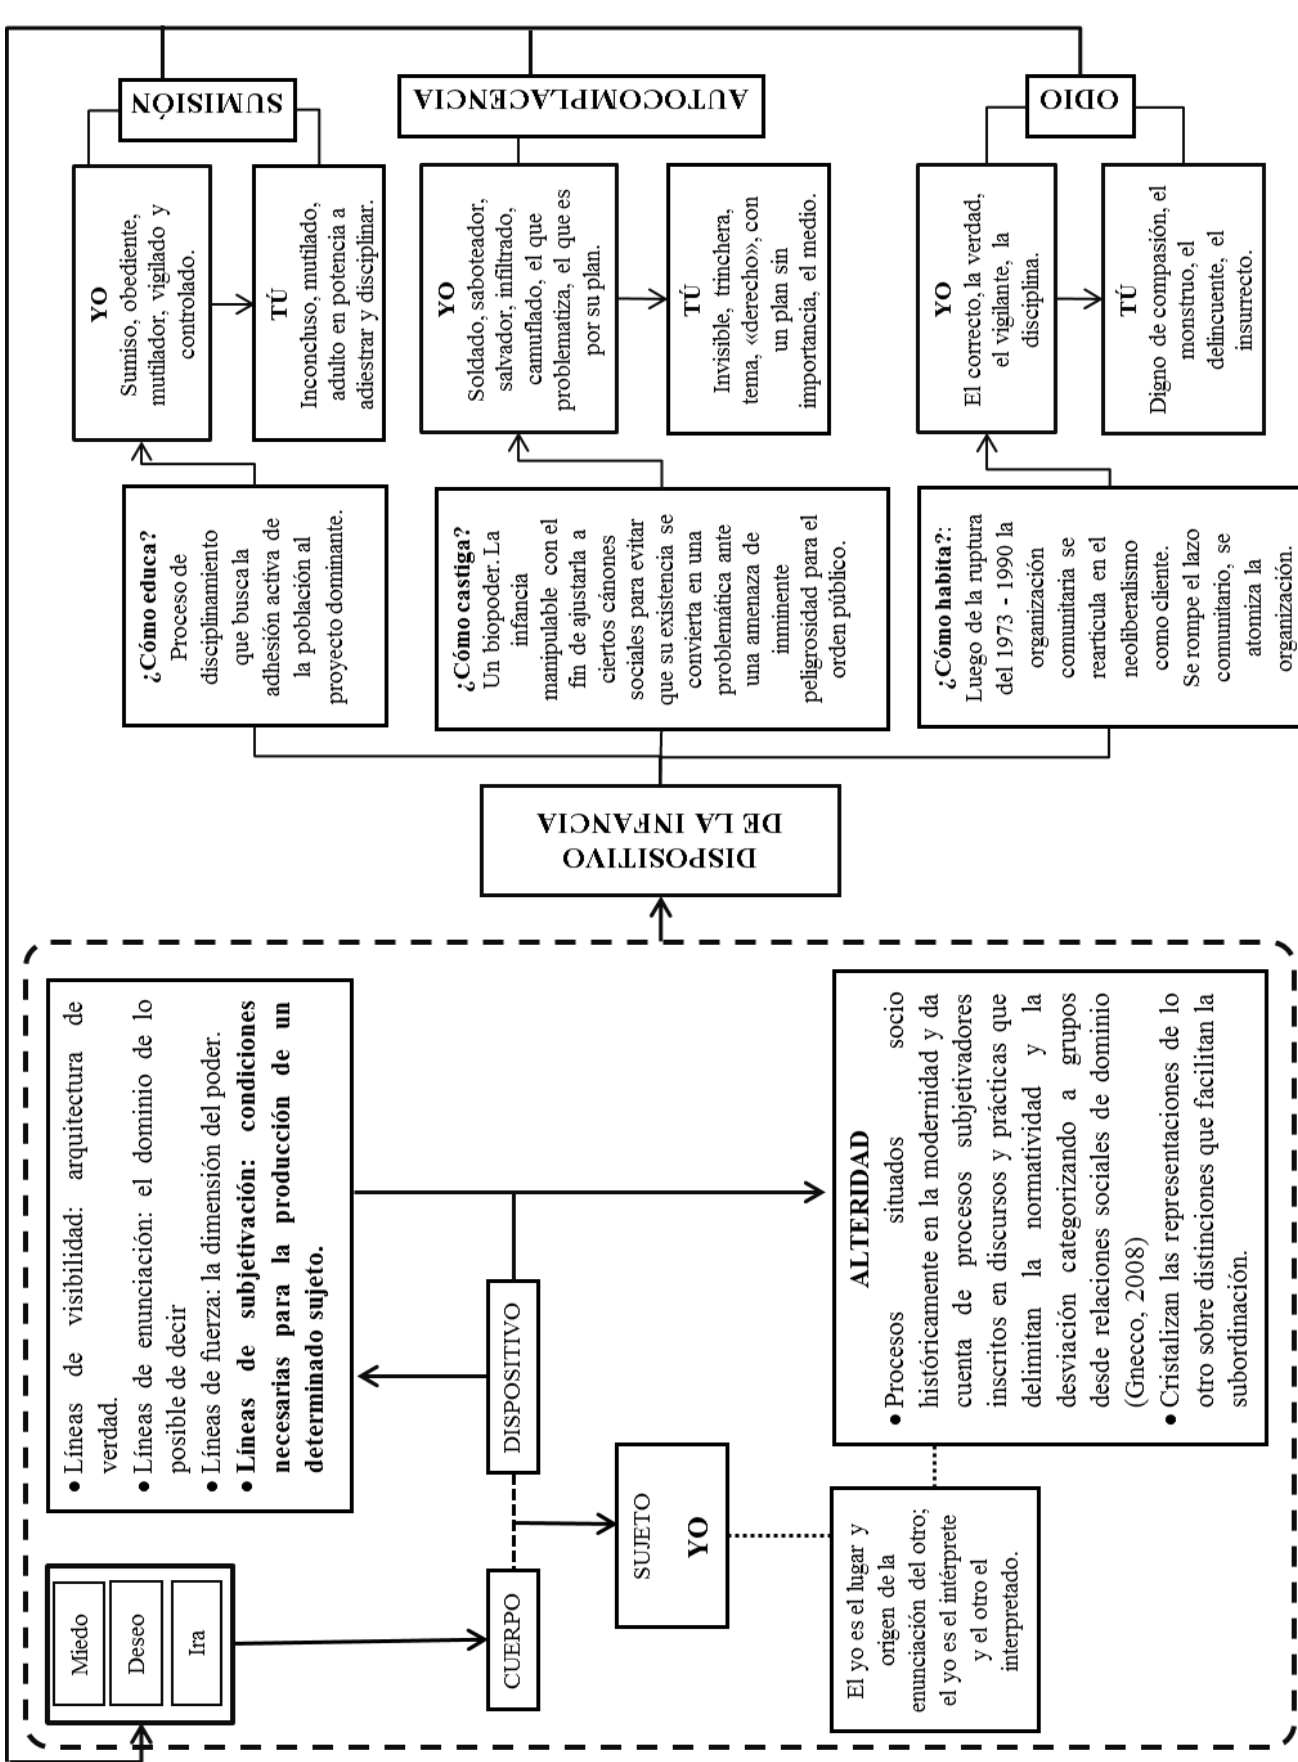 Miedo
Deseo
Ira
• Líneas de visibilidad: arquitectura de
verdad.
• Líneas de enunciación: el dominio de lo
posible de decir
• Líneas de fuerza: la dimensión del poder.
• Líneas de subjetivación: condiciones
necesarias para la producción de un
determinado sujeto.
CUERPO
DISPOSITIVO
SUJETO
YO
El yo es el lugar y
origen de la
enunciación del otro;
el yo es el intérprete
y el otro el
interpretado.
ALTERIDAD
• Procesos situados socio
históricamente en la modernidad y da
cuenta de procesos subjetivadores
inscritos en discursos y prácticas que
delimitan la normatividad y la
desviación categorizando a grupos
desde relaciones sociales de dominio
(Gnecco, 2008)
• Cristalizan las representaciones de lo
otro sobre distinciones que facilitan la
subordinación.
DISPOSITIVO
DE LA INFANCIA
¿Cómo educa?
Proceso de
disciplinamiento
que busca la
adhesión activa de
la población al
proyecto dominante.
YO
Sumiso, obediente,
mutilador, vigilado y
controlado.
TÚ
Inconcluso, mutilado,
adulto en potencia a
adiestrar y disciplinar.
SUMISIÓN
¿Cómo castiga?
Un biopoder. La
infancia
manipulable con el
fin de ajustarla a
ciertos cánones
sociales para evitar
que su existencia se
convierta en una
problemática ante
una amenaza de
inminente
peligrosidad para el
orden público.
YO
Soldado, saboteador,
salvador, infiltrado,
camuflado, el que
problematiza, el que es
por su plan.
TÚ
Invisible, trinchera,
tema, «derecho», con
un plan sin
importancia, el medio.
AUTOCOMPLACENCIA
¿Cómo habita?:
Luego de la ruptura
del 1973 - 1990 la
organización
comunitaria se
rearticula en el
neoliberalismo
como cliente.
Se rompe el lazo
comunitario, se
atomiza la
organización.
YO
El correcto, la verdad,
el vigilante, la
disciplina.
TÚ
Digno de compasión, el
monstruo, el
delincuente, el
insurrecto.
ODIO